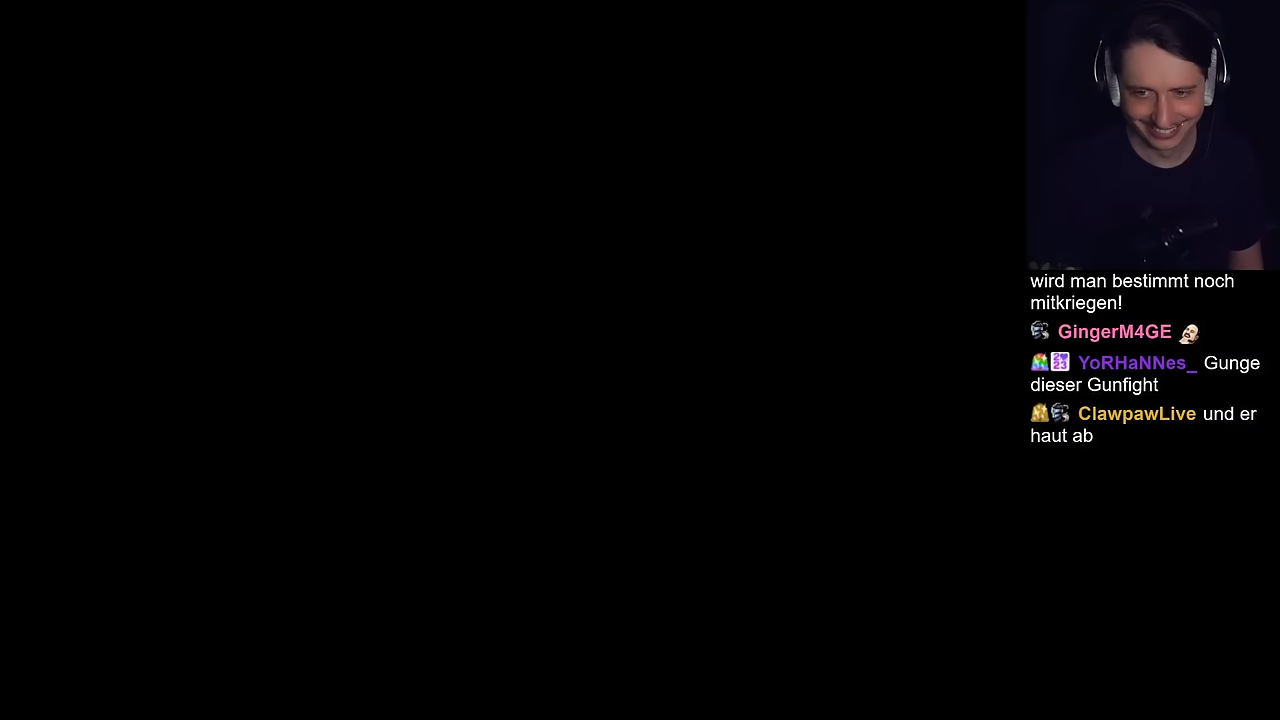 wird man bestimmt noch
mitkriegen!
GingerM4GE
YoRHaNNes_ Gunge
dieser Gunfight
ClawpawLive und er
haut ab